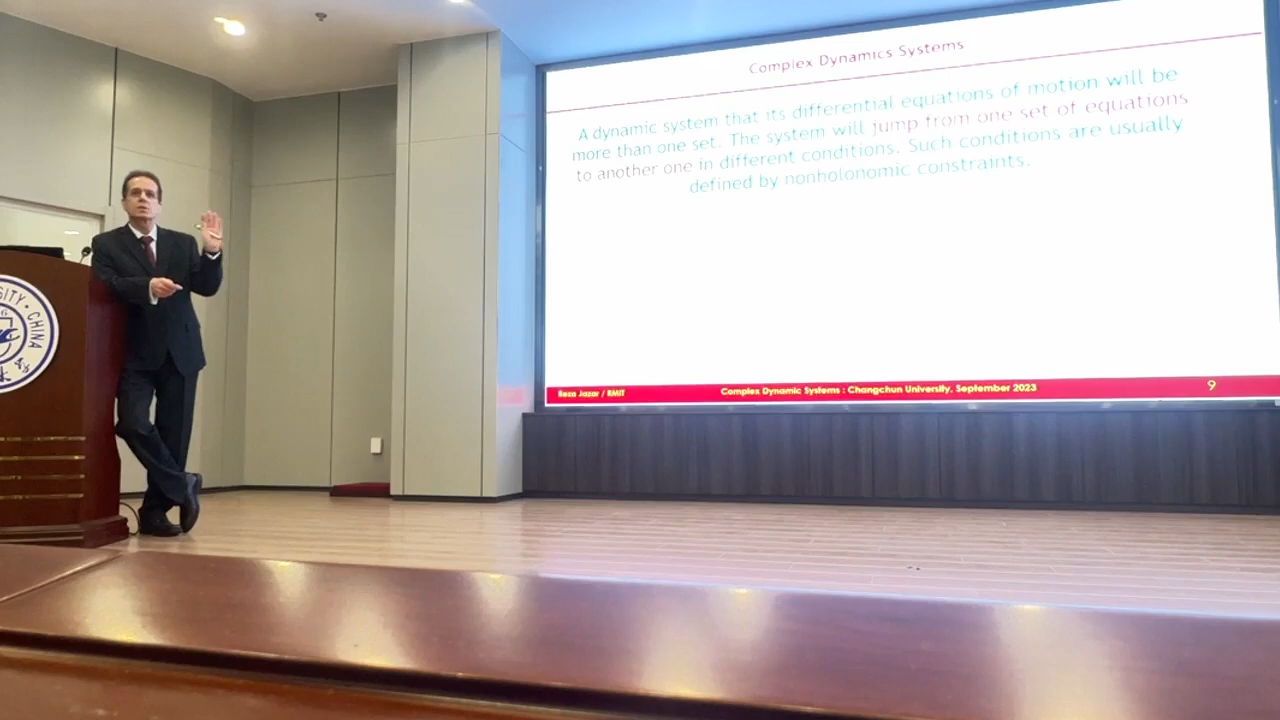 Complex Dynamics Systems
A dynamic system that its differential equations of motion will be
more than one set. The system will jump from one set of equations
to another one in different conditions. Such conditions are usually
defined by nonholonomic constraints.
Reza Jazar / RMIT
Complex Dynamic Systems : Changchun University, September 2023
9
SITY · CHINA